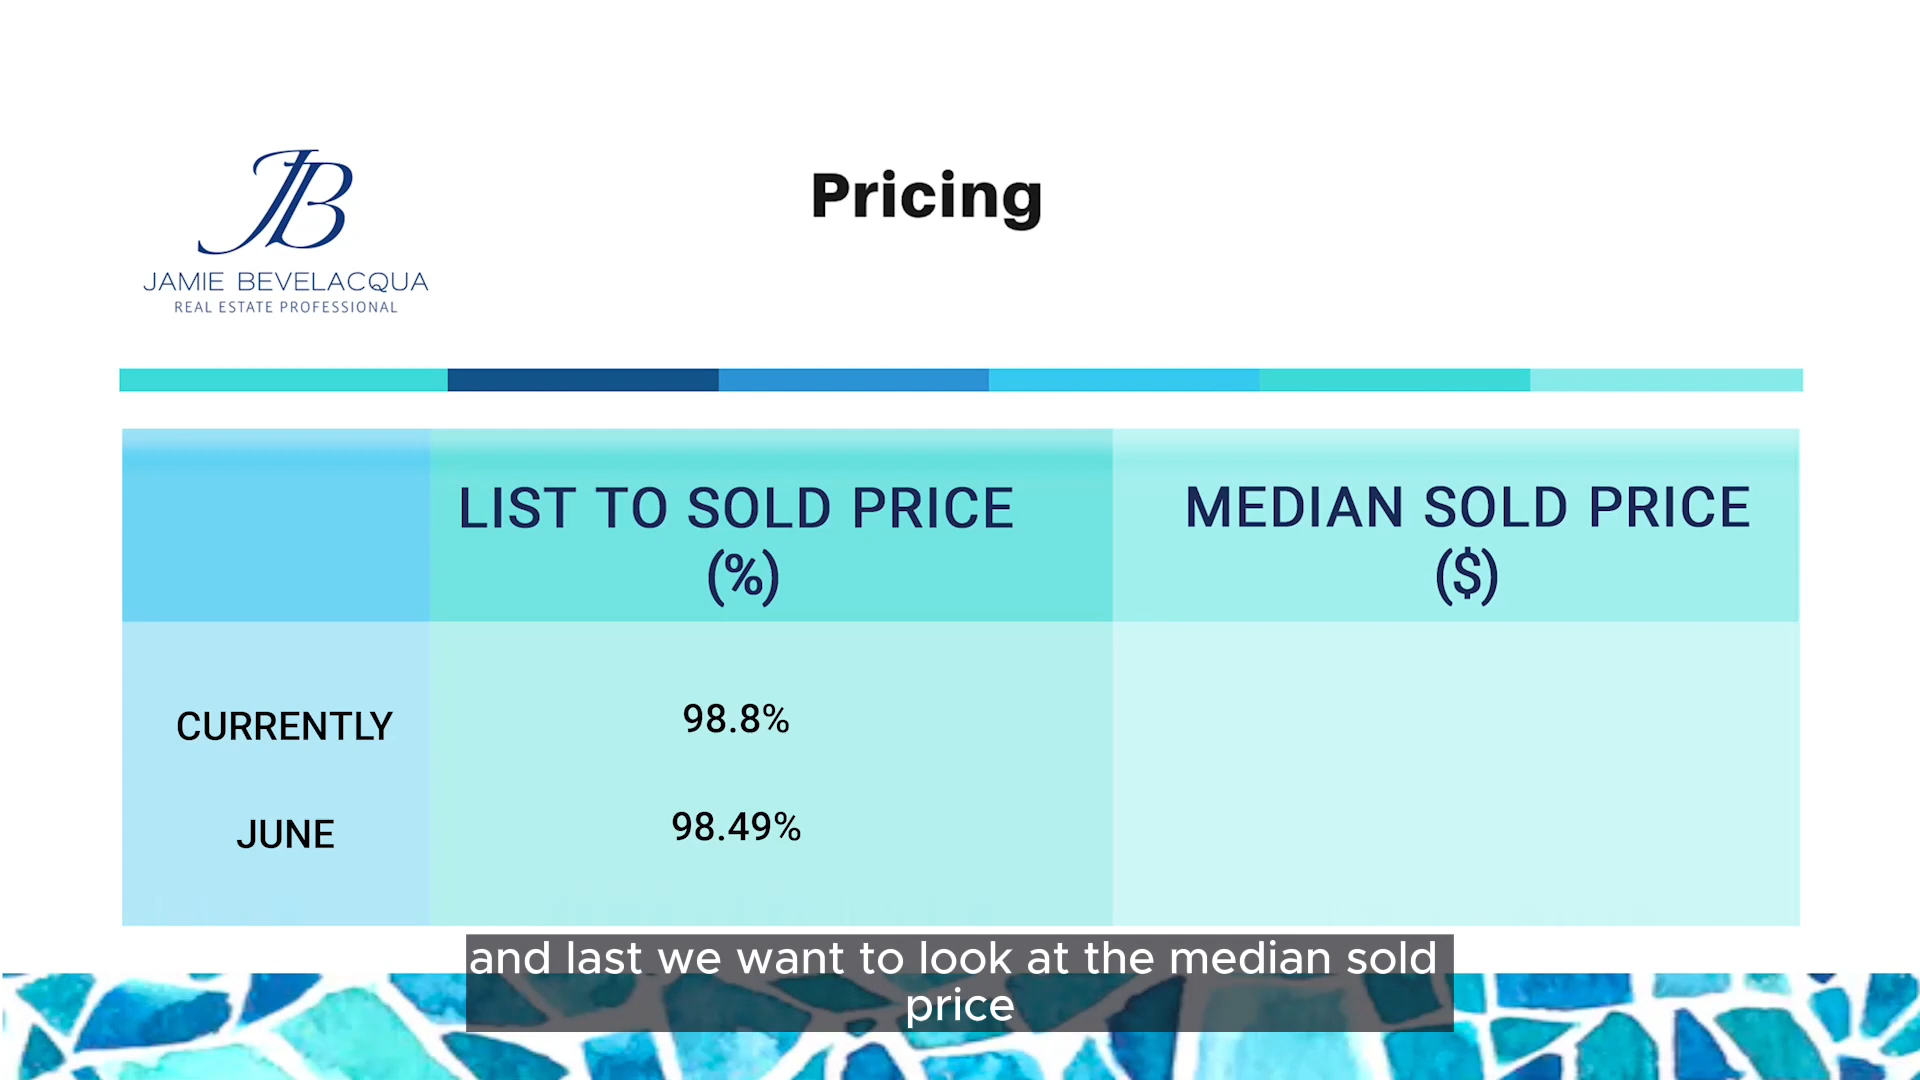 JB
JAMIE BEVELACQUA
REAL ESTATE PROFESSIONAL
Pricing
LIST TO SOLD PRICE
(%)
MEDIAN SOLD PRICE
($)
CURRENTLY
98.8%
JUNE
98.49%
and last we want to look at the median sold
price